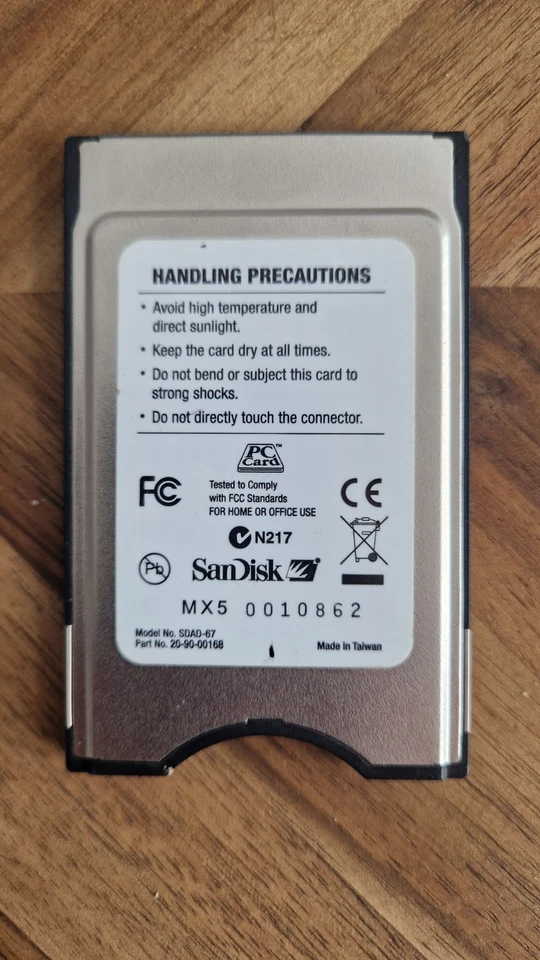 HANDLING PRECAUTIONS
• Avoid high temperature and
direct sunlight.
• Keep the card dry at all times.
• Do not bend or subject this card to
strong shocks.
• Do not directly touch the connector.
PC
Card™
FC
Tested to Comply
with FCC Standards
FOR HOME OR OFFICE USE
CE
N217
Pb
SanDisk
MX5 0010862
Model No. SDAD-67
Part No. 20-90-00168
Made in Taiwan